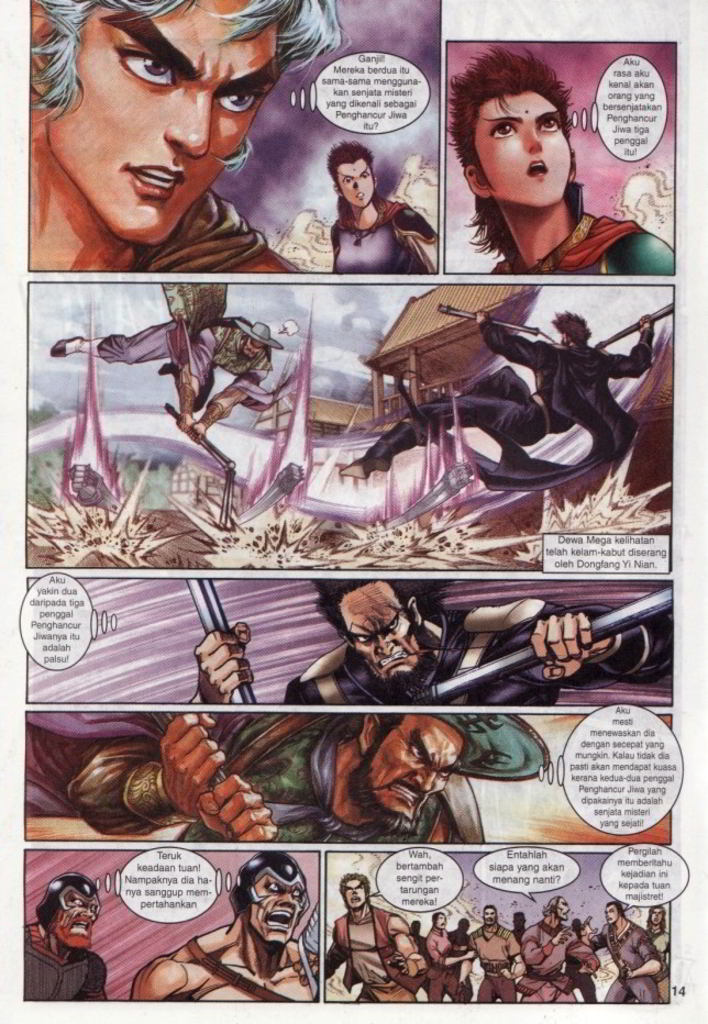 Ganjil!
Mereka berdua itu
sama-sama mengguna-
kan senjata misteri
yang dikenali sebagai
Penghancur Jiwa
itu?
Aku
rasa aku
kenal akan
orang yang
bersenjatakan
Penghancur
Jiwa tiga
penggal
itu!
Dewa Mega kelihatan
telah kelam-kabut diserang
oleh Dongfang Yi Nian.
Aku
yakin dua
daripada tiga
penggal
Penghancur
Jiwanya itu
adalah
palsu!
Aku
mesti
menewaskan dia
dengan secepat yang
mungkin. Kalau tidak dia
pasti akan mendapat kuasa
kerana kedua-dua penggal
Penghancur Jiwa yang
dipakainya itu adalah
senjata misteri
yang sejati!
Teruk
keadaan tuan!
Nampaknya dia ha-
nya sanggup mem-
pertahankan
Wah,
bertambah
sengit per-
tarungan
mereka!
Entahlah
siapa yang akan
menang nanti?
Pergilah
memberitahu
kejadian ini
kepada tuan
majistret!
14